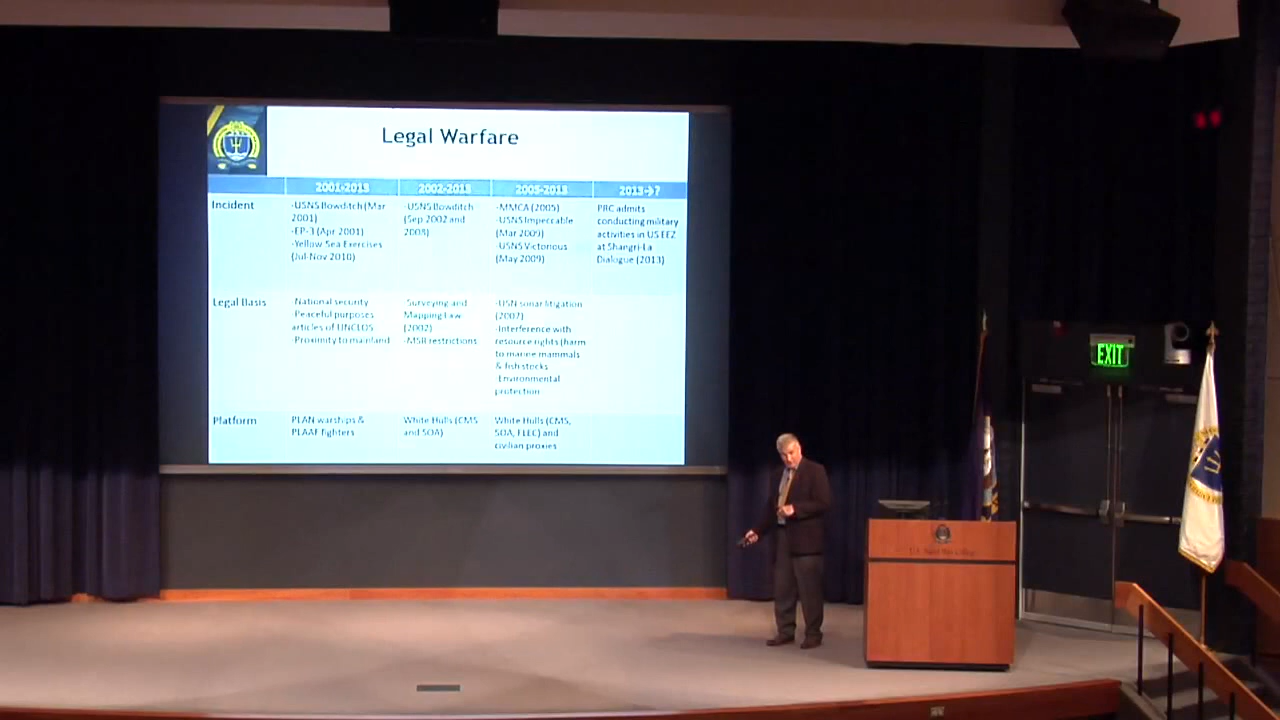 Legal Warfare
2001-2013
2002-2013
2005-2013
2013→?
Incident
-USNS Bowditch (Mar
2001)
-EP-3 (Apr 2001)
-Yellow Sea Exercises
(Jul-Nov 2010)
-USNS Bowditch
(Sep 2002 and
2003)
-MMCA (2005)
-USNS Impeccable
(Mar 2009)
-USNS Victorious
(May 2009)
PRC admits
conducting military
activities in US EEZ
at Shangri-La
Dialogue (2013)
Legal Basis
-National security
-Peaceful purposes
articles of UNCLOS
-Proximity to mainland
-Surveying and
Mapping Law
(2002)
-MSR restrictions
-USN sonar litigation
(2007)
-Interference with
resource rights (harm
to marine mammals
& fish stocks
-Environmental
protection
Platform
PLAN warships &
PLAAF fighters
White Hulls (CMS
and SOA)
White Hulls (CMS,
SOA, FLEC) and
civilian proxies
EXIT
U.S. Naval War College